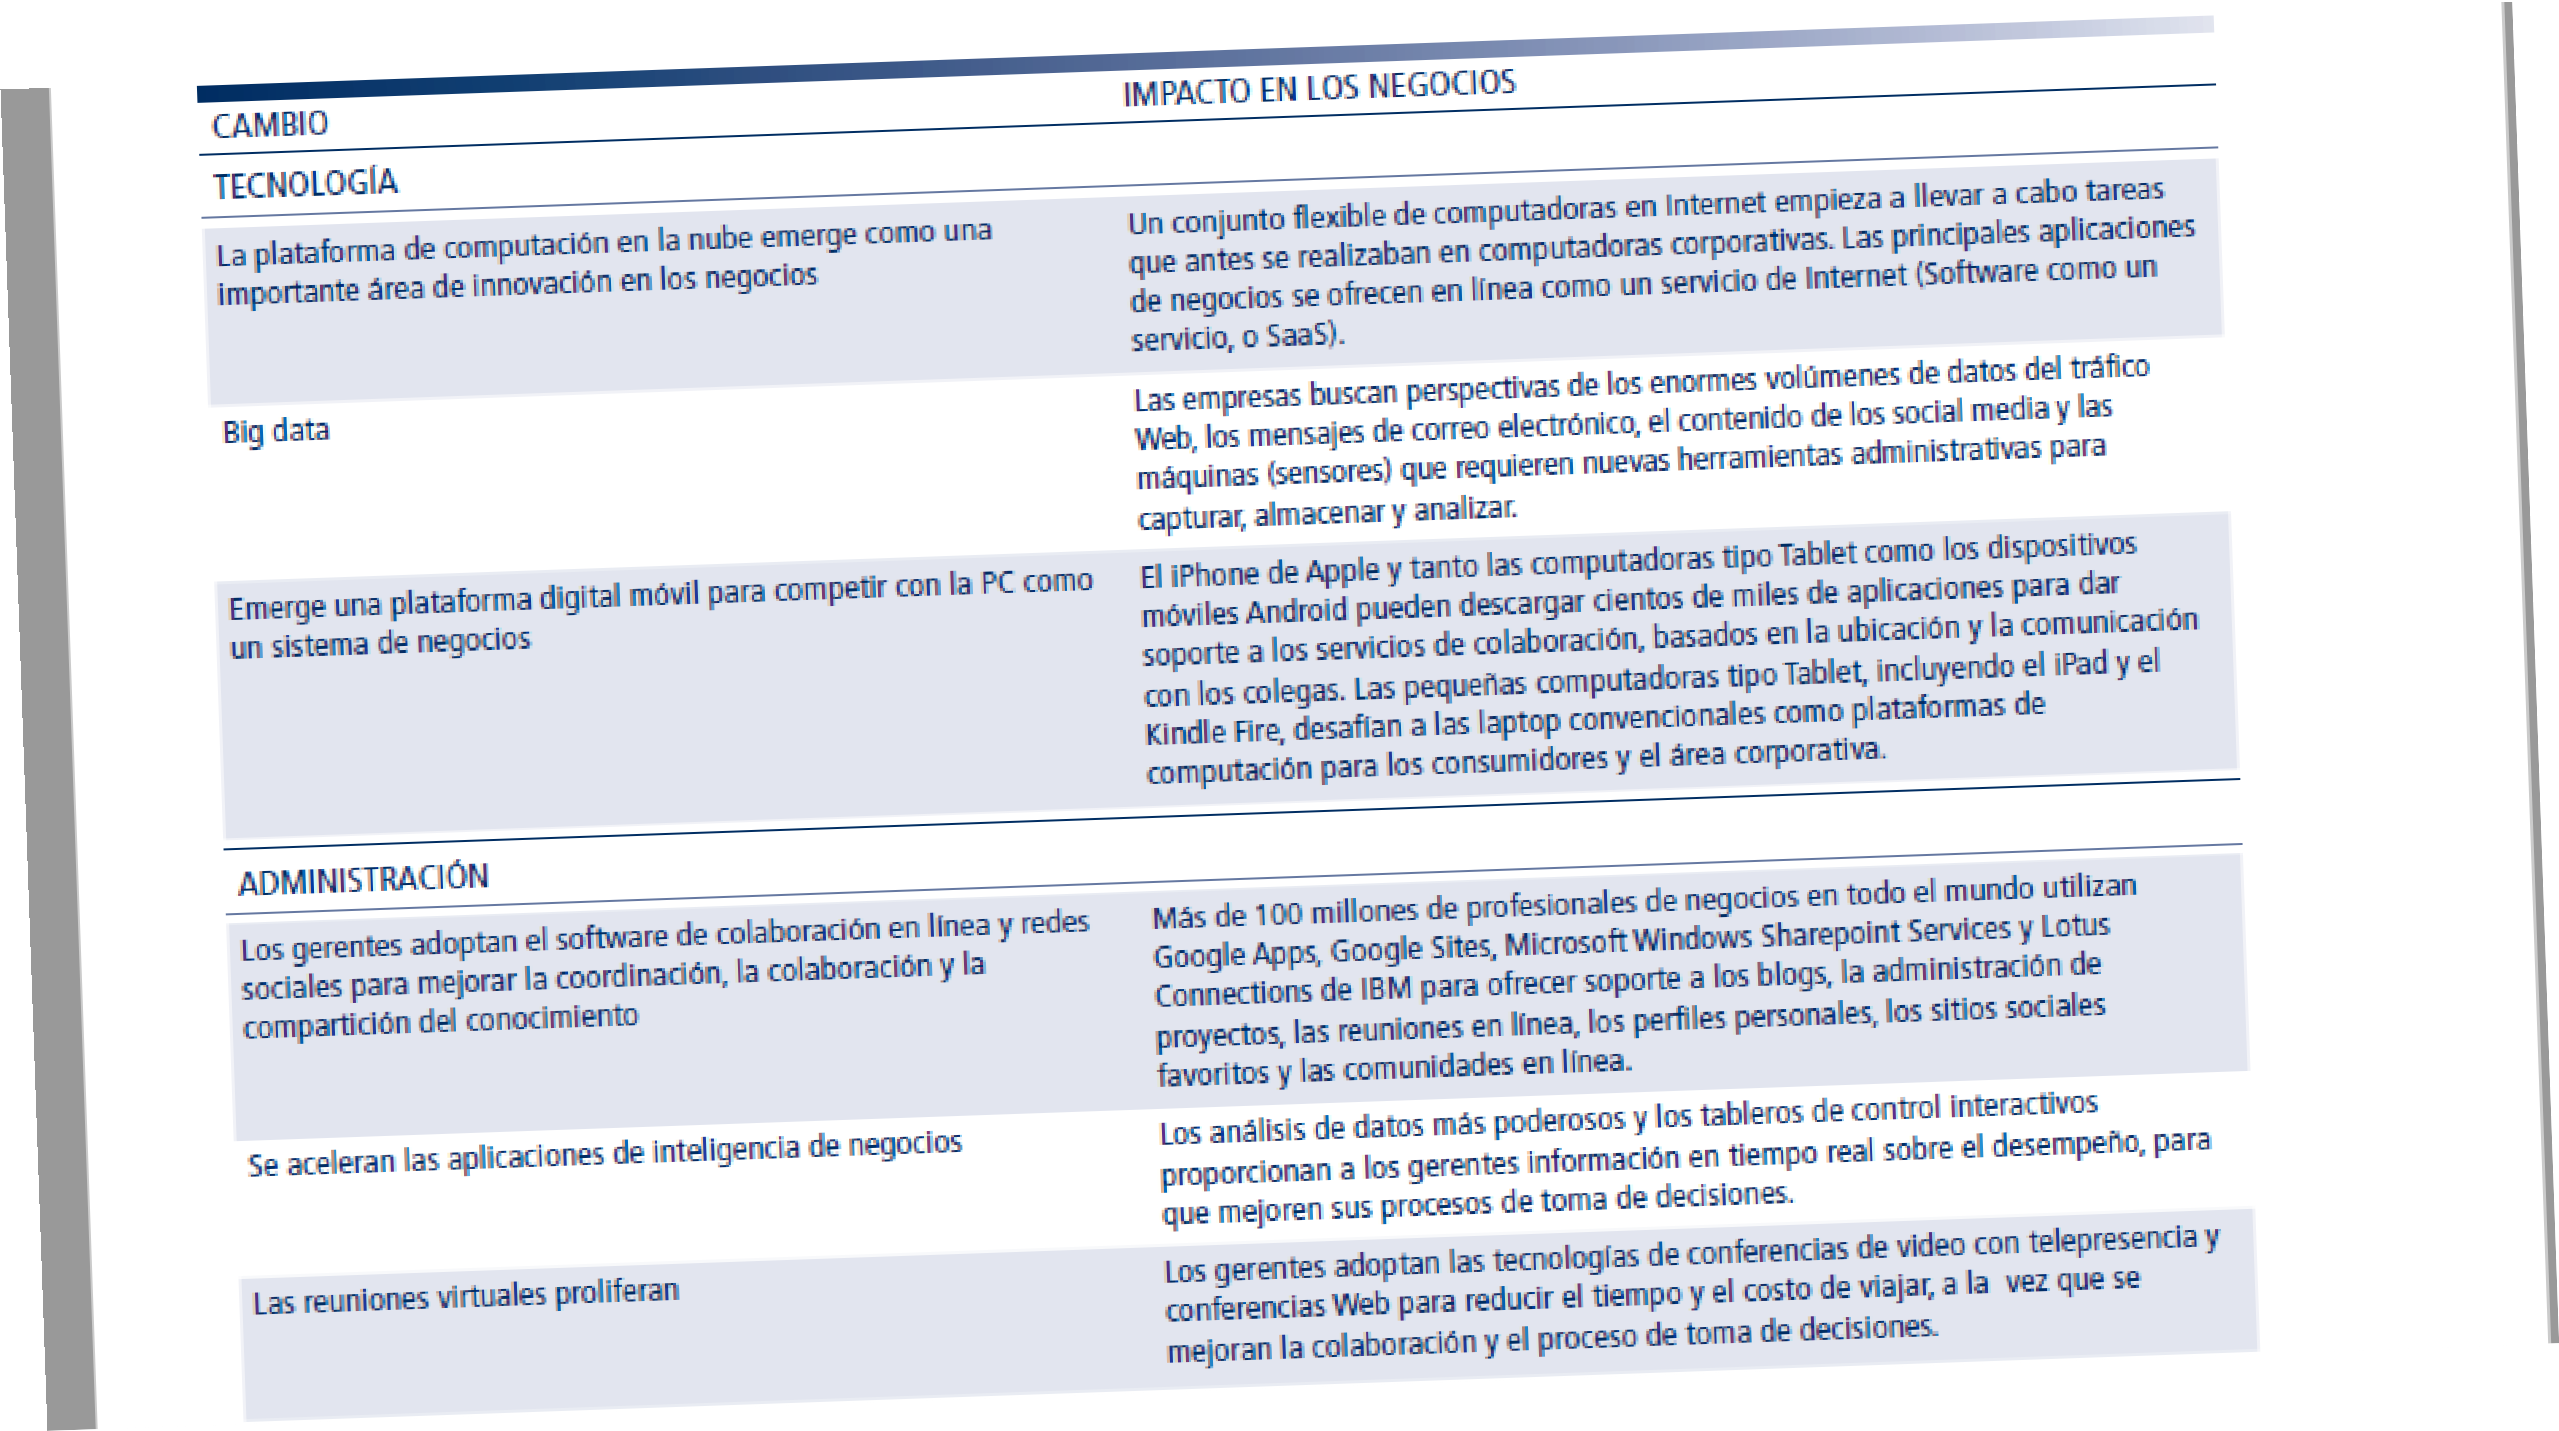 CAMBIO IMPACTO EN LOS NEGOCIOS
TECNOLOGÍA
La plataforma de computación en la nube emerge como una
importante área de innovación en los negocios
Un conjunto flexible de computadoras en Internet empieza a llevar a cabo tareas
que antes se realizaban en computadoras corporativas. Las principales aplicaciones
de negocios se ofrecen en línea como un servicio de Internet (Software como un
servicio, o SaaS).
Big data
Las empresas buscan perspectivas de los enormes volúmenes de datos del tráfico
Web, los mensajes de correo electrónico, el contenido de los social media y las
máquinas (sensores) que requieren nuevas herramientas administrativas para
capturar, almacenar y analizar.
Emerge una plataforma digital móvil para competir con la PC como
un sistema de negocios
El iPhone de Apple y tanto las computadoras tipo Tablet como los dispositivos
móviles Android pueden descargar cientos de miles de aplicaciones para dar
soporte a los servicios de colaboración, basados en la ubicación y la comunicación
con los colegas. Las pequeñas computadoras tipo Tablet, incluyendo el iPad y el
Kindle Fire, desafían a las laptop convencionales como plataformas de
computación para los consumidores y el área corporativa.
ADMINISTRACIÓN
Los gerentes adoptan el software de colaboración en línea y redes
sociales para mejorar la coordinación, la colaboración y la
compartición del conocimiento
Más de 100 millones de profesionales de negocios en todo el mundo utilizan
Google Apps, Google Sites, Microsoft Windows Sharepoint Services y Lotus
Connections de IBM para ofrecer soporte a los blogs, la administración de
proyectos, las reuniones en línea, los perfiles personales, los sitios sociales
favoritos y las comunidades en línea.
Se aceleran las aplicaciones de inteligencia de negocios
Los análisis de datos más poderosos y los tableros de control interactivos
proporcionan a los gerentes información en tiempo real sobre el desempeño, para
que mejoren sus procesos de toma de decisiones.
Las reuniones virtuales proliferan
Los gerentes adoptan las tecnologías de conferencias de video con telepresencia y
conferencias Web para reducir el tiempo y el costo de viajar, a la vez que se
mejoran la colaboración y el proceso de toma de decisiones.